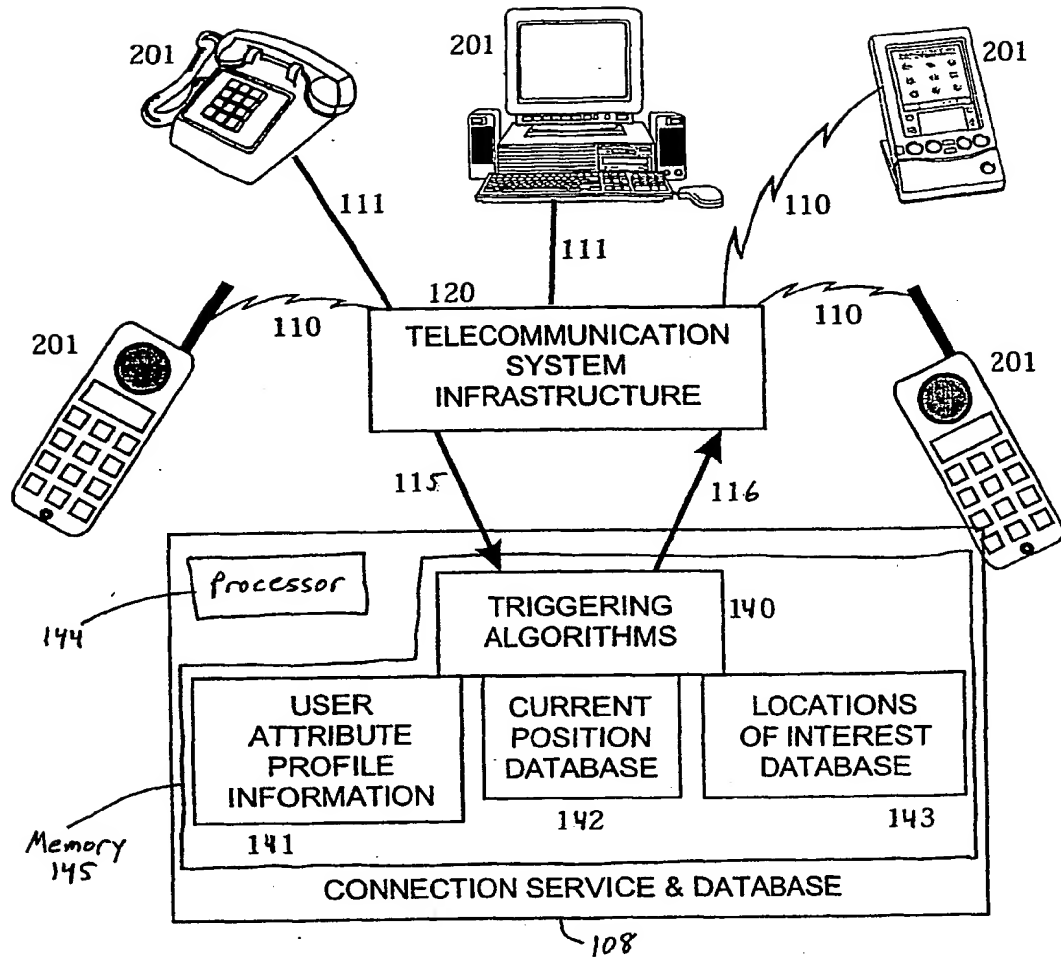 201
201
201
111
111
110
120
201
110
TELECOMMUNICATION
SYSTEM
INFRASTRUCTURE
110
201
115
116
Processor
144
TRIGGERING
ALGORITHMS
140
USER
ATTRIBUTE
PROFILE
INFORMATION
CURRENT
POSITION
DATABASE
LOCATIONS
OF INTEREST
DATABASE
Memory
145
141
142
143
CONNECTION SERVICE & DATABASE
108